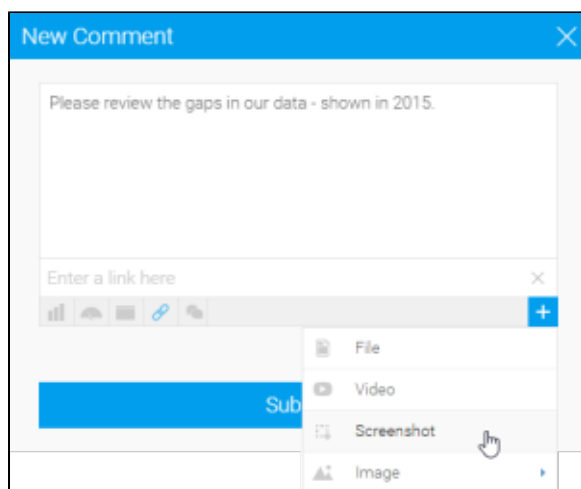 New Comment
Please review the gaps in our data - shown in 2015.
Enter a link here
File
Video
Sub
Screenshot
Image